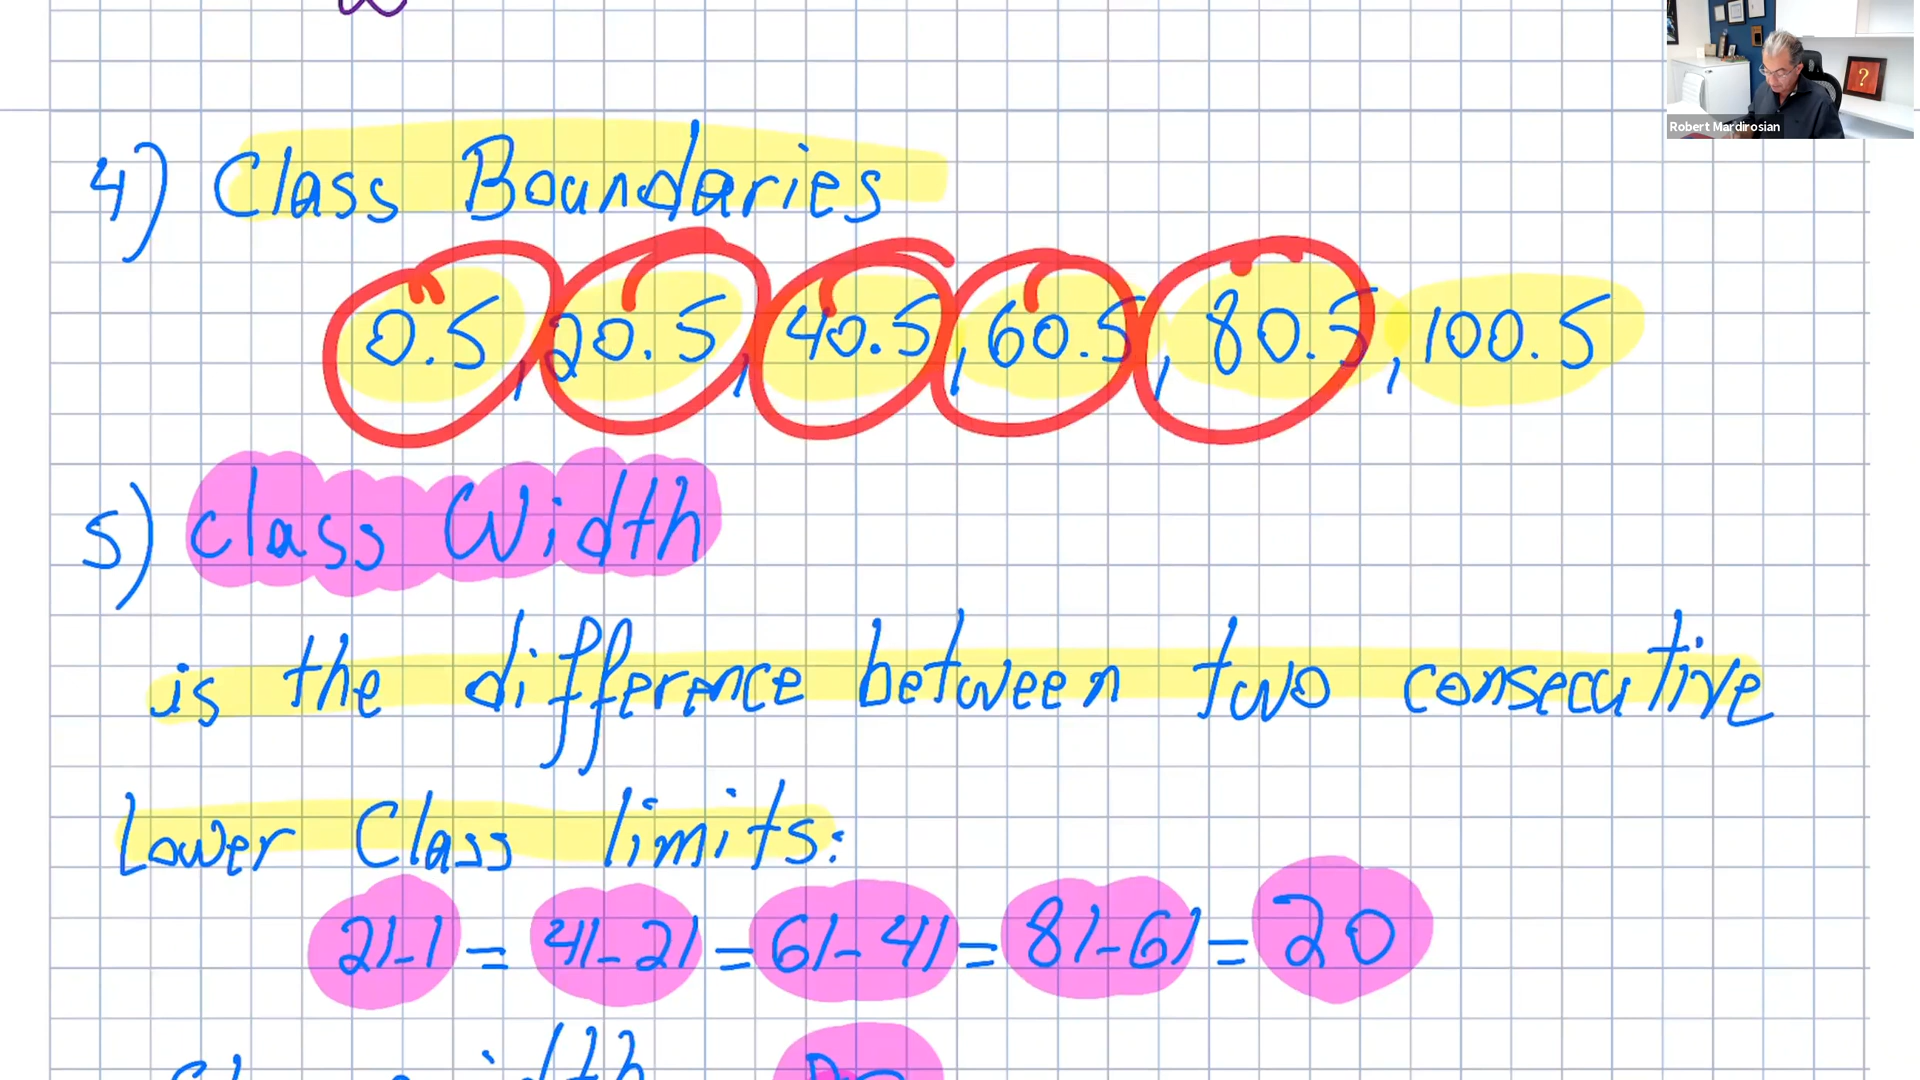 Robert Mardirosian
?
4) Class Boundaries
0.5, 20.5, 40.5, 60.5, 80.5, 100.5
5) class Width
is the difference between two consecutive
Lower Class limits:
21-1 = 41-21 = 61-41 = 81-61 = 20